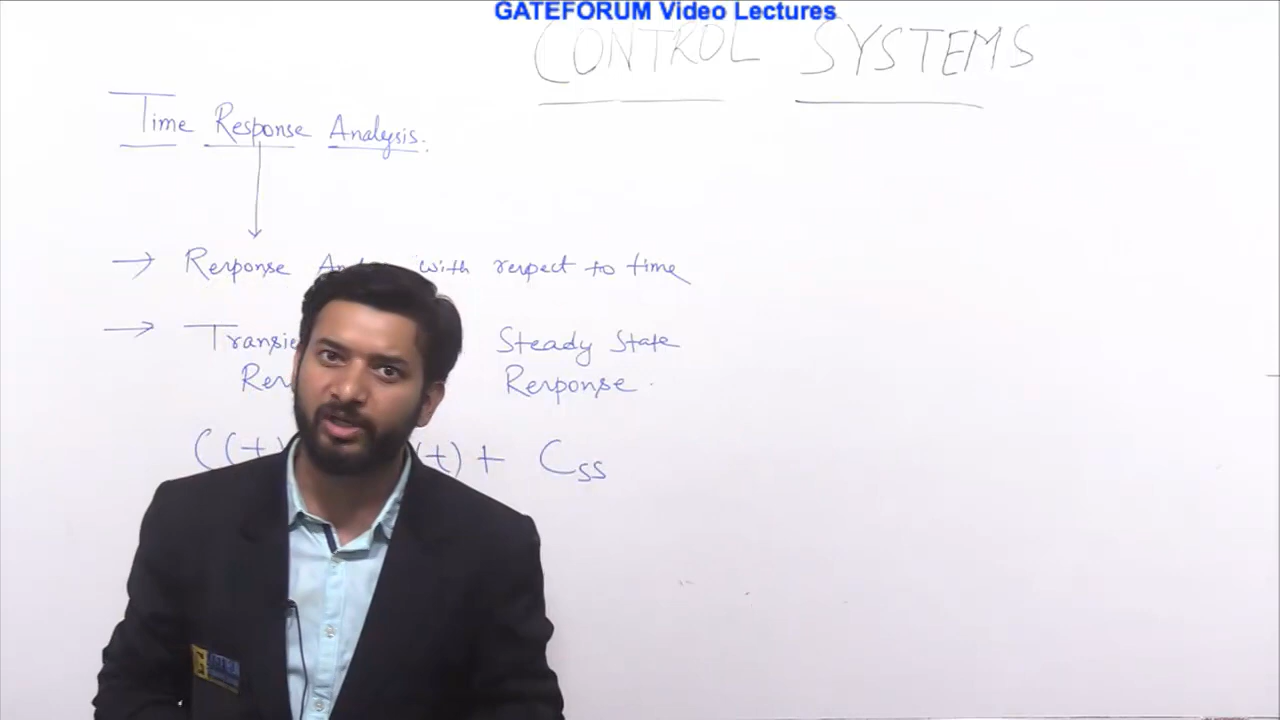 GATEFORUM Video Lectures
CONTROL SYSTEMS
Time Response Analysis.
→ Response with respect to time
→ Steady State
Response.
(t) + Css